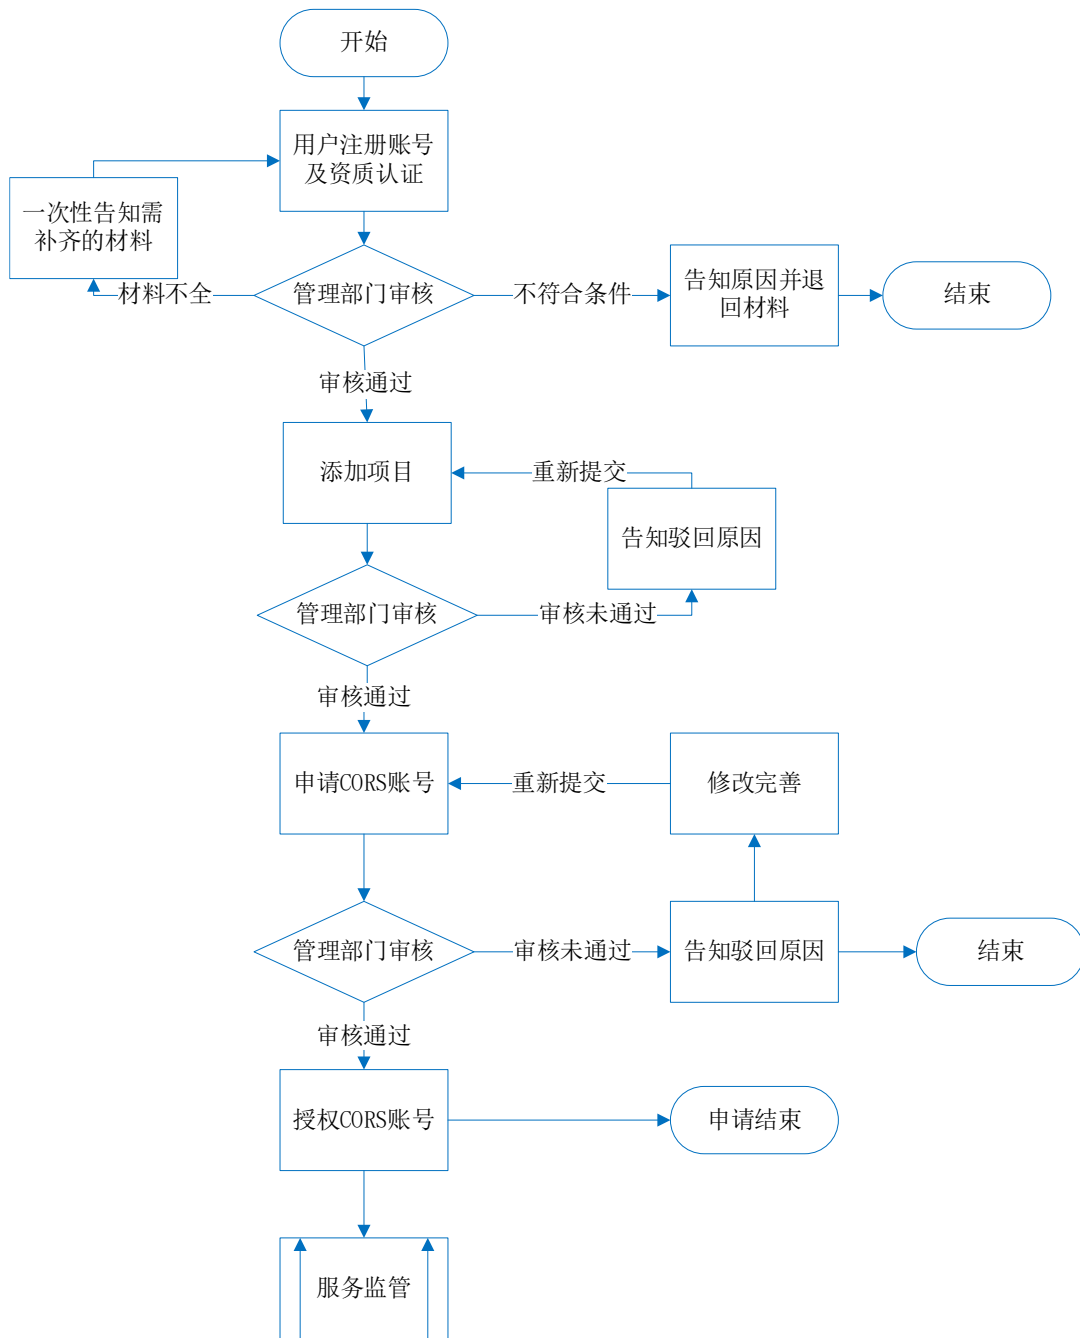 开始
用户注册账号
及资质认证
一次性告知需
补齐的材料
材料不全
管理部门审核
不符合条件
告知原因并退
回材料
结束
审核通过
添加项目
重新提交
告知驳回原因
管理部门审核
审核未通过
审核通过
申请CORS账号
重新提交
修改完善
管理部门审核
审核未通过
告知驳回原因
结束
审核通过
授权CORS账号
申请结束
服务监管